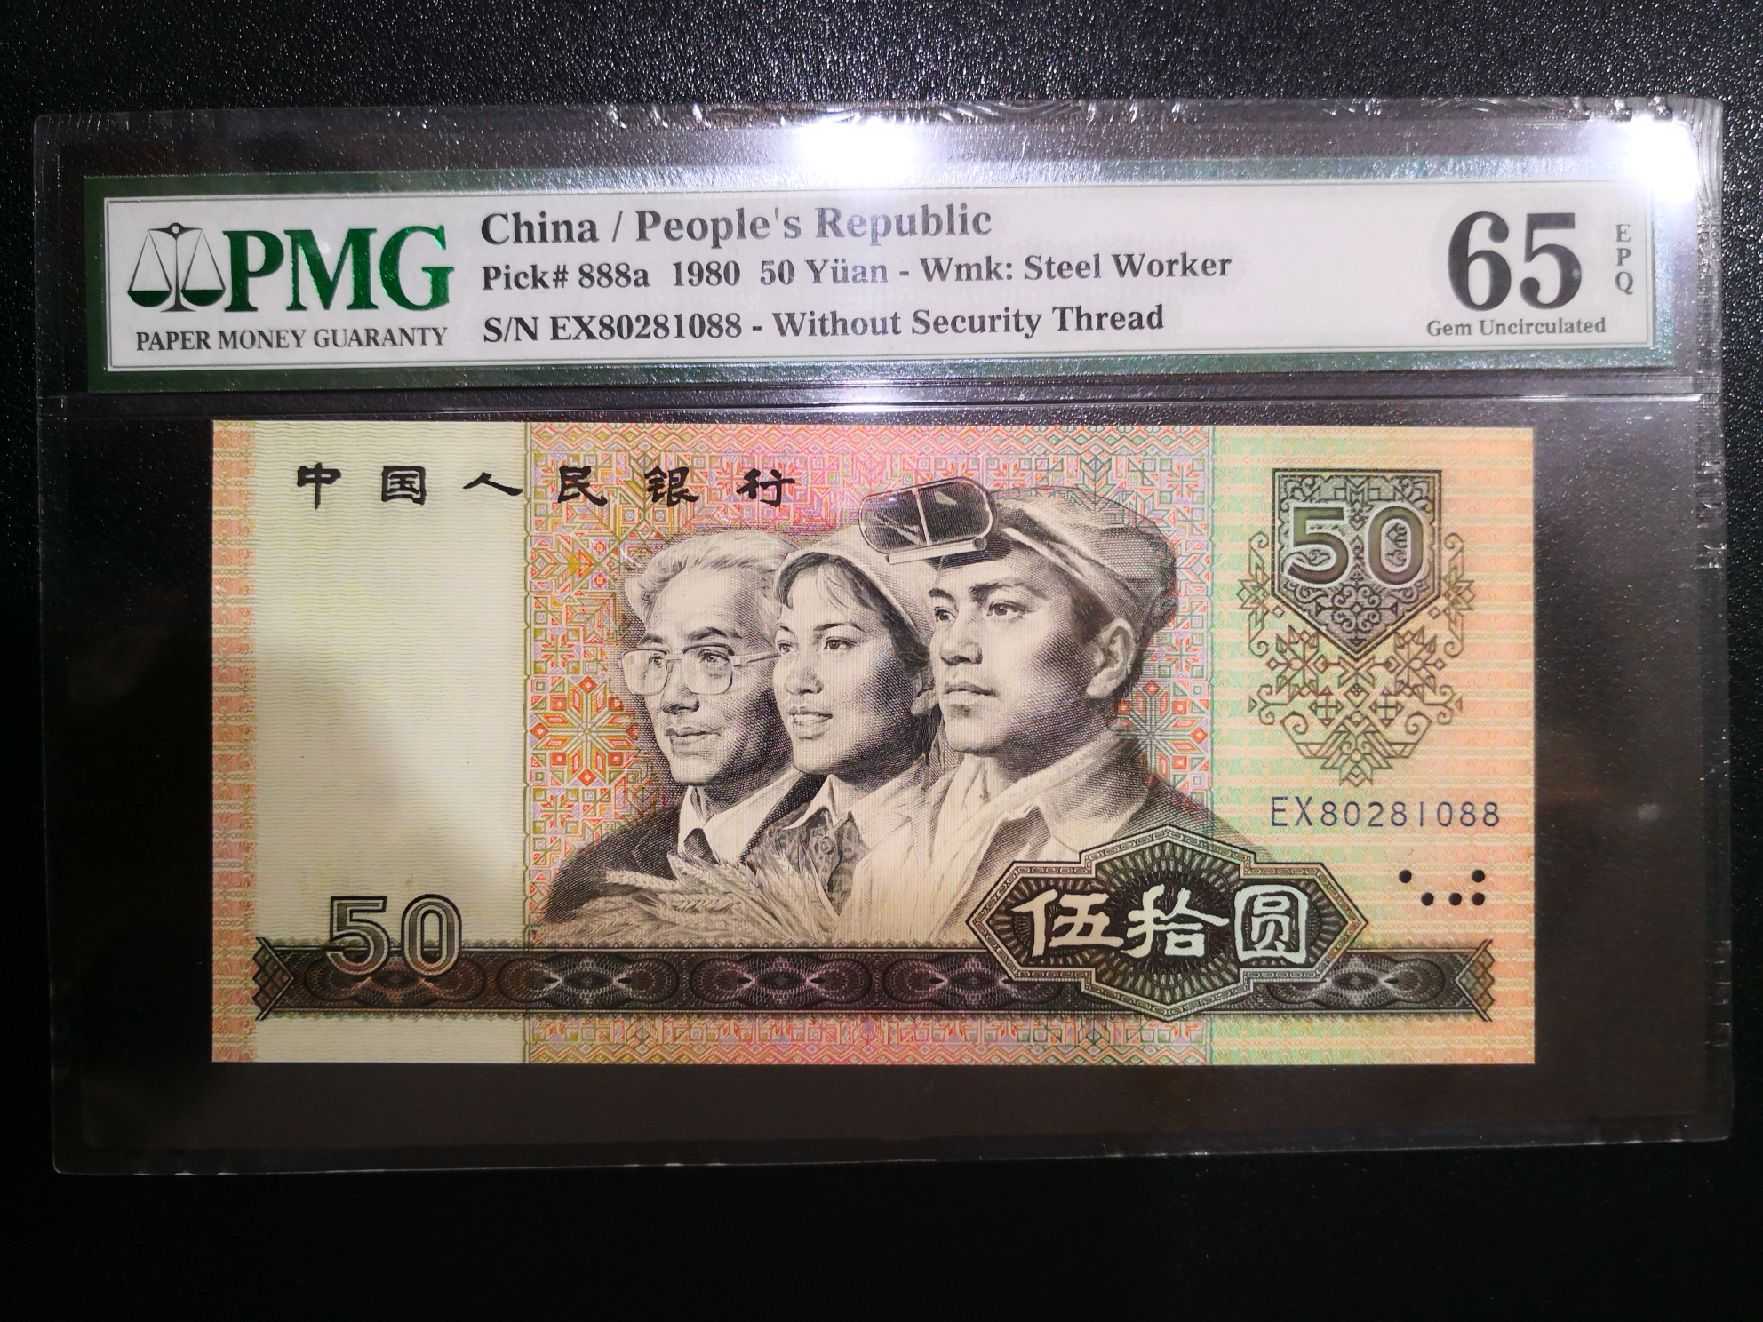 PMG
PAPER MONEY GUARANTY
China / People's Republic
Pick# 888a 1980 50 Yüan - Wmk: Steel Worker
S/N EX80281088 - Without Security Thread
65
EPQ
Gem Uncirculated
中国人民银行
50
EX80281088
50
伍拾圆